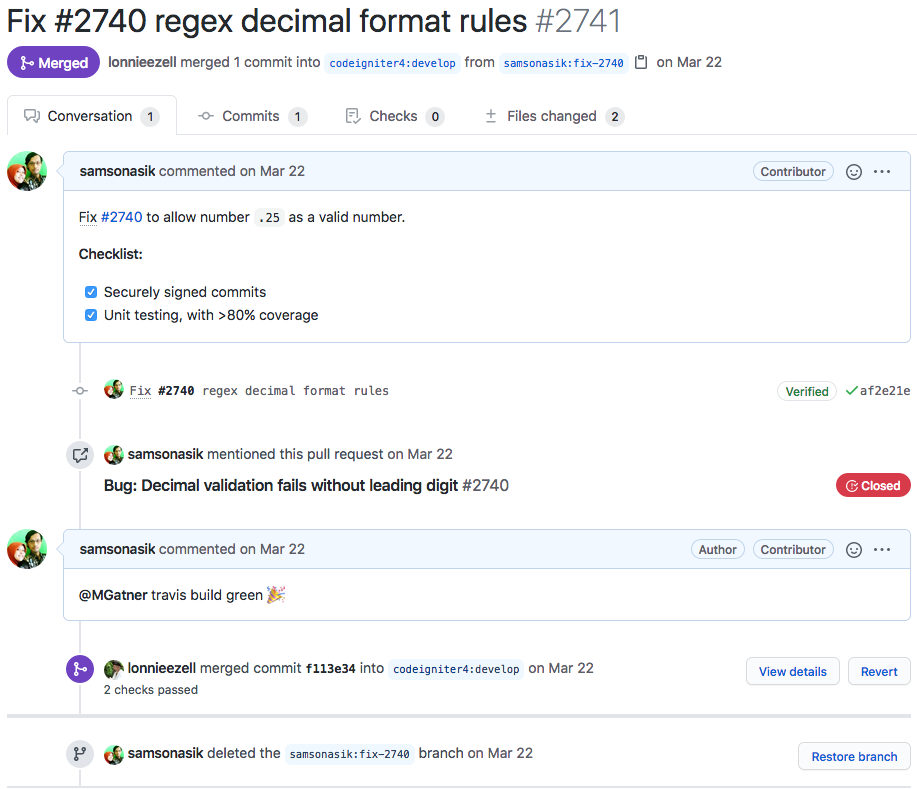 Fix #2740 regex decimal format rules #2741
Merged lonnieezell merged 1 commit into codeigniter4:develop from samsonasik:fix-2740 on Mar 22
Conversation 1 Commits 1 Checks 0 Files changed 2
samsonasik commented on Mar 22 Contributor
Fix #2740 to allow number .25 as a valid number.
Checklist:
Securely signed commits
Unit testing, with >80% coverage
Fix #2740 regex decimal format rules Verified af2e21e
samsonasik mentioned this pull request on Mar 22
Bug: Decimal validation fails without leading digit #2740 Closed
samsonasik commented on Mar 22 Author Contributor
@MGatner travis build green 🎉
lonnieezell merged commit f113e34 into codeigniter4:develop on Mar 22 View details Revert
2 checks passed
samsonasik deleted the samsonasik:fix-2740 branch on Mar 22 Restore branch